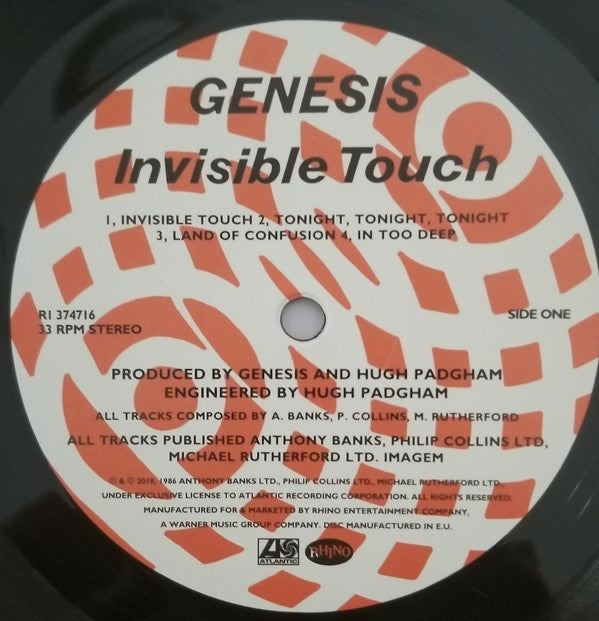 GENESIS
Invisible Touch
1, INVISIBLE TOUCH 2, TONIGHT, TONIGHT, TONIGHT
3, LAND OF CONFUSION 4, IN TOO DEEP
R1 374716
33 RPM STEREO
SIDE ONE
PRODUCED BY GENESIS AND HUGH PADGHAM
ENGINEERED BY HUGH PADGHAM
ALL TRACKS COMPOSED BY A. BANKS, P. COLLINS, M. RUTHERFORD
ALL TRACKS PUBLISHED ANTHONY BANKS, PHILIP COLLINS LTD,
MICHAEL RUTHERFORD LTD. IMAGEM
℗ & © 2018, 1986 ANTHONY BANKS LTD., PHILIP COLLINS LTD., MICHAEL RUTHERFORD LTD.,
UNDER EXCLUSIVE LICENSE TO ATLANTIC RECORDING CORPORATION. ALL RIGHTS RESERVED.
MANUFACTURED FOR & MARKETED BY RHINO ENTERTAINMENT COMPANY,
A WARNER MUSIC GROUP COMPANY. DISC MANUFACTURED IN E.U.
ATLANTIC
RHINO